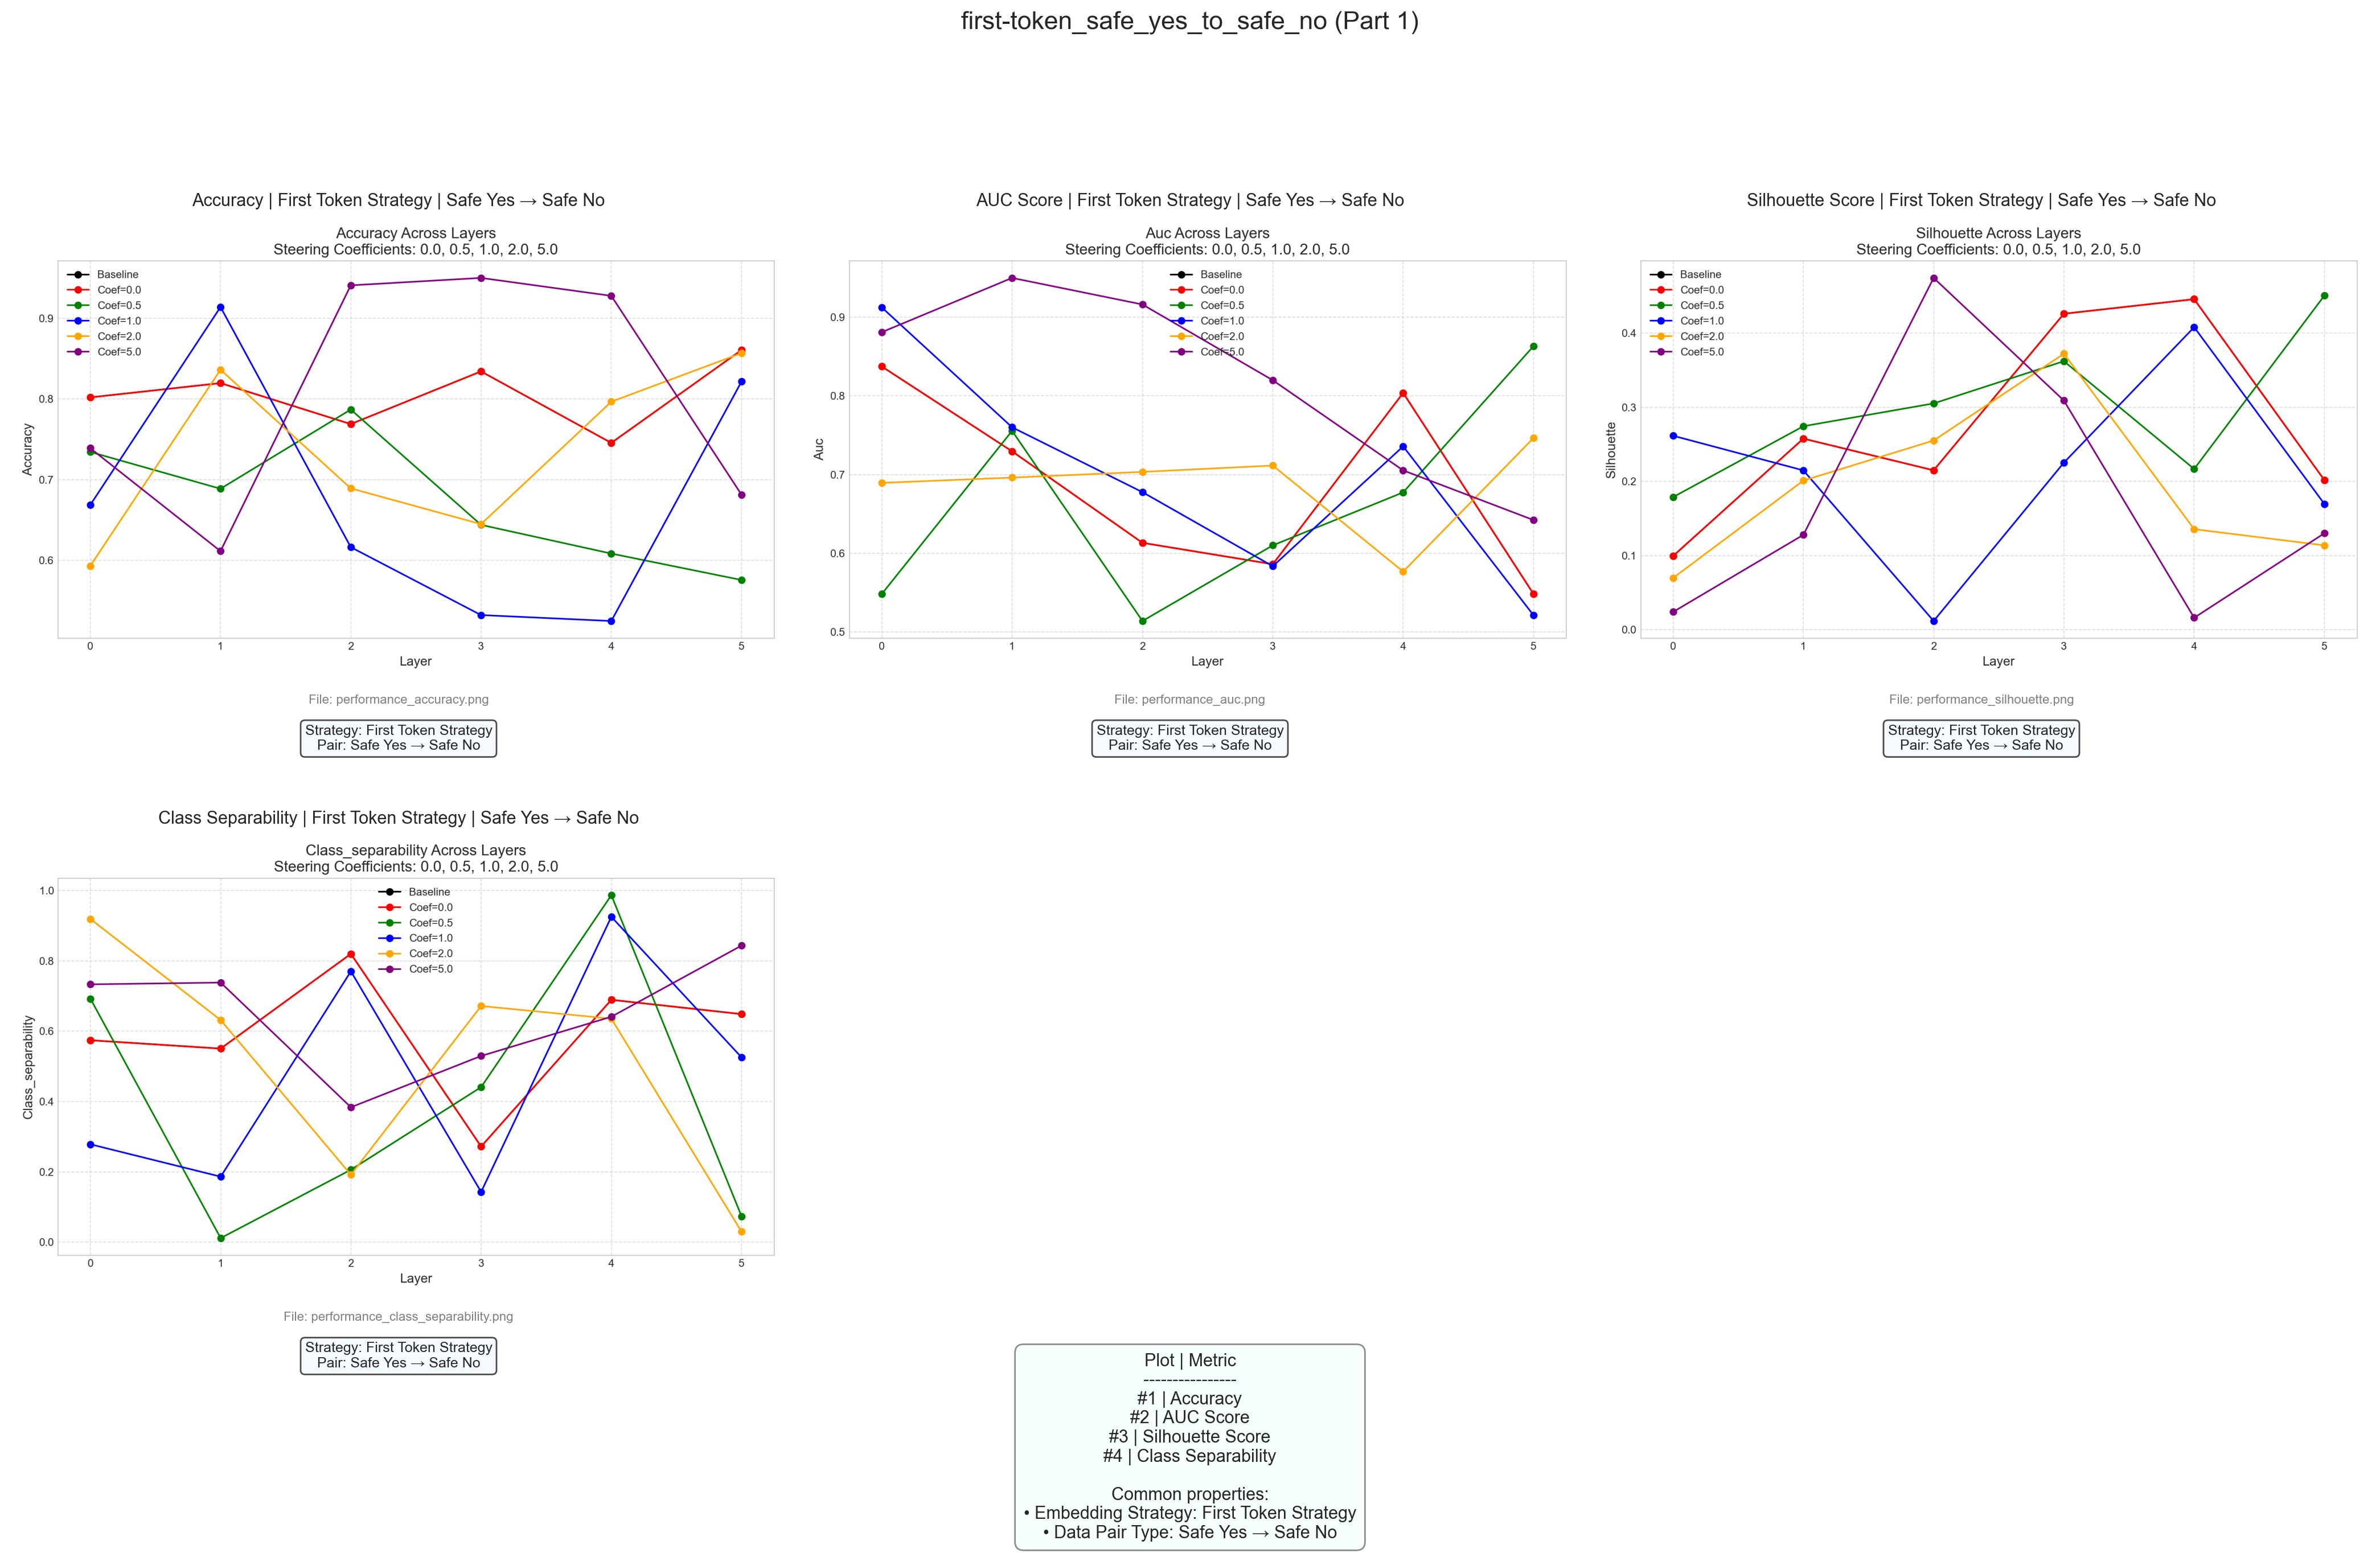 first-token_safe_yes_to_safe_no (Part 1)
Accuracy | First Token Strategy | Safe Yes → Safe No
Accuracy Across Layers
Steering Coefficients: 0.0, 0.5, 1.0, 2.0, 5.0
Baseline
Coef=0.0
Coef=0.5
Coef=1.0
Coef=2.0
Coef=5.0
0.9
0.8
0.7
0.6
Accuracy
0 1 2 3 4 5
Layer
File: performance_accuracy.png
Strategy: First Token Strategy
Pair: Safe Yes → Safe No
AUC Score | First Token Strategy | Safe Yes → Safe No
Auc Across Layers
Steering Coefficients: 0.0, 0.5, 1.0, 2.0, 5.0
Baseline
Coef=0.0
Coef=0.5
Coef=1.0
Coef=2.0
Coef=5.0
0.9
0.8
0.7
0.6
0.5
Auc
0 1 2 3 4 5
Layer
File: performance_auc.png
Strategy: First Token Strategy
Pair: Safe Yes → Safe No
Silhouette Score | First Token Strategy | Safe Yes → Safe No
Silhouette Across Layers
Steering Coefficients: 0.0, 0.5, 1.0, 2.0, 5.0
Baseline
Coef=0.0
Coef=0.5
Coef=1.0
Coef=2.0
Coef=5.0
0.4
0.3
0.2
0.1
0.0
Silhouette
0 1 2 3 4 5
Layer
File: performance_silhouette.png
Strategy: First Token Strategy
Pair: Safe Yes → Safe No
Class Separability | First Token Strategy | Safe Yes → Safe No
Class_separability Across Layers
Steering Coefficients: 0.0, 0.5, 1.0, 2.0, 5.0
Baseline
Coef=0.0
Coef=0.5
Coef=1.0
Coef=2.0
Coef=5.0
1.0
0.8
0.6
0.4
0.2
0.0
Class_separability
0 1 2 3 4 5
Layer
File: performance_class_separability.png
Strategy: First Token Strategy
Pair: Safe Yes → Safe No
Plot | Metric
----------------
#1 | Accuracy
#2 | AUC Score
#3 | Silhouette Score
#4 | Class Separability
Common properties:
• Embedding Strategy: First Token Strategy
• Data Pair Type: Safe Yes → Safe No